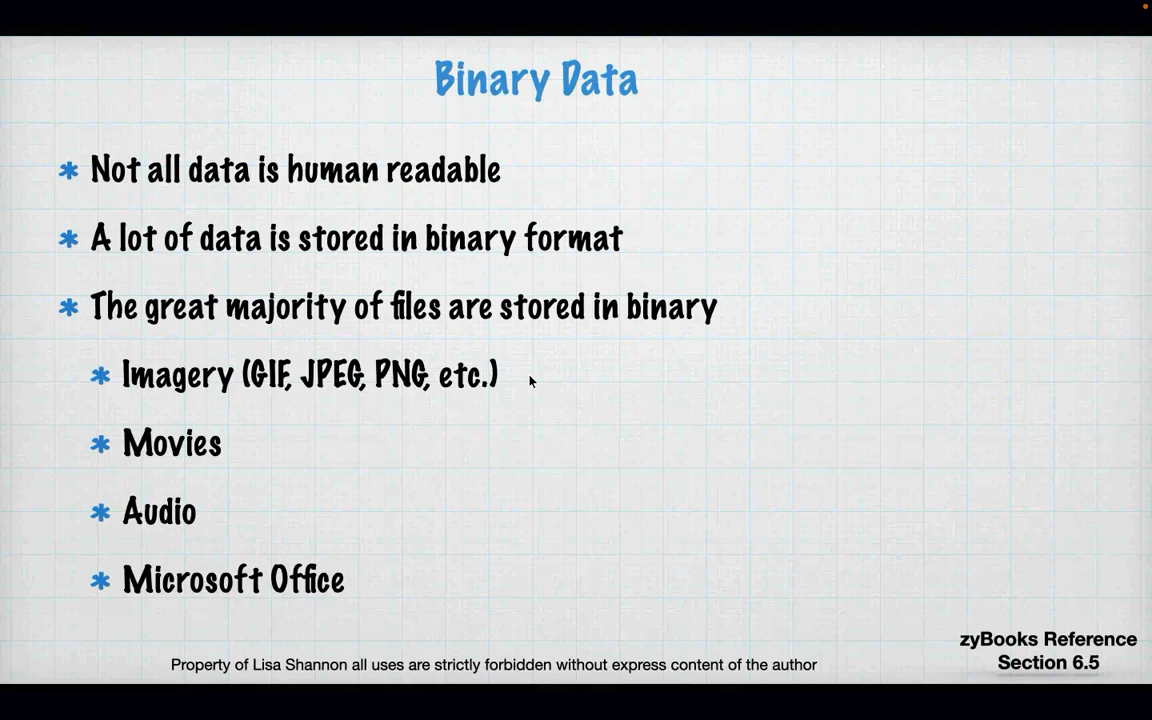 Binary Data
* Not all data is human readable
* A lot of data is stored in binary format
* The great majority of files are stored in binary
* Imagery (GIF, JPEG, PNG, etc.)
* Movies
* Audio
* Microsoft Office
zyBooks Reference
Section 6.5
Property of Lisa Shannon all uses are strictly forbidden without express content of the author